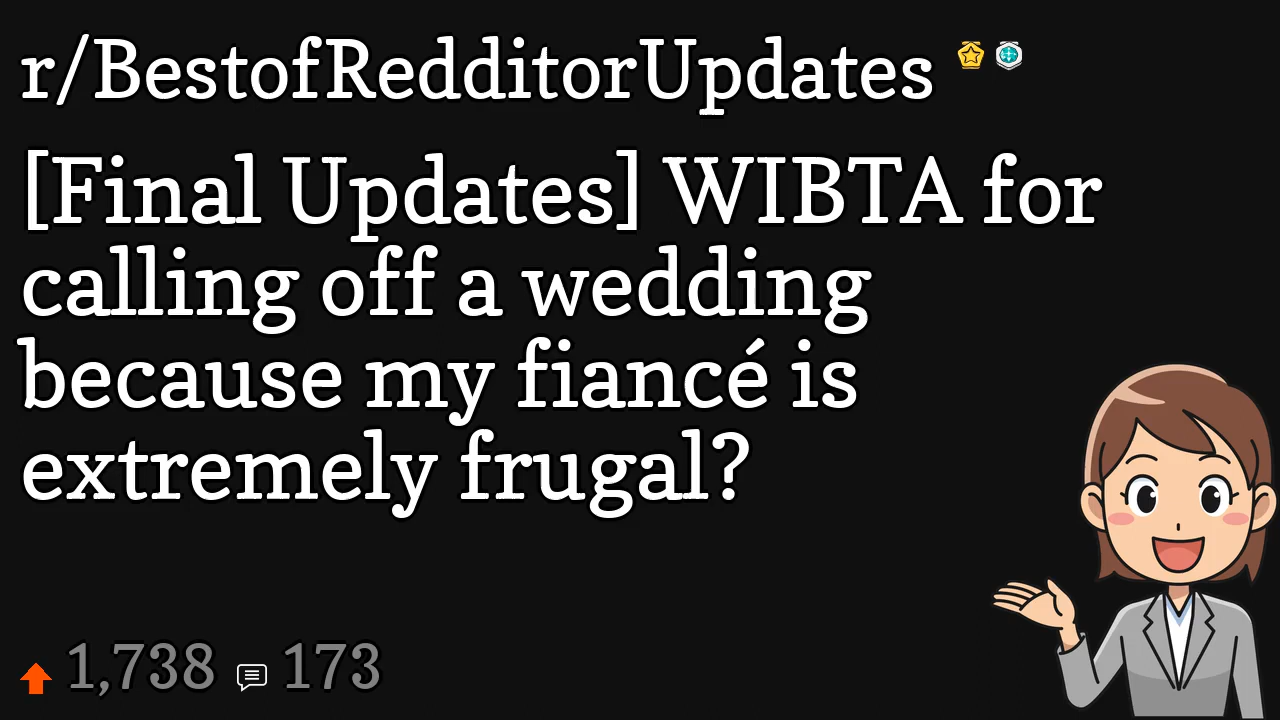 r/BestofRedditorUpdates
[Final Updates] WIBTA for
calling off a wedding
because my fiancé is
extremely frugal?
1,738 173